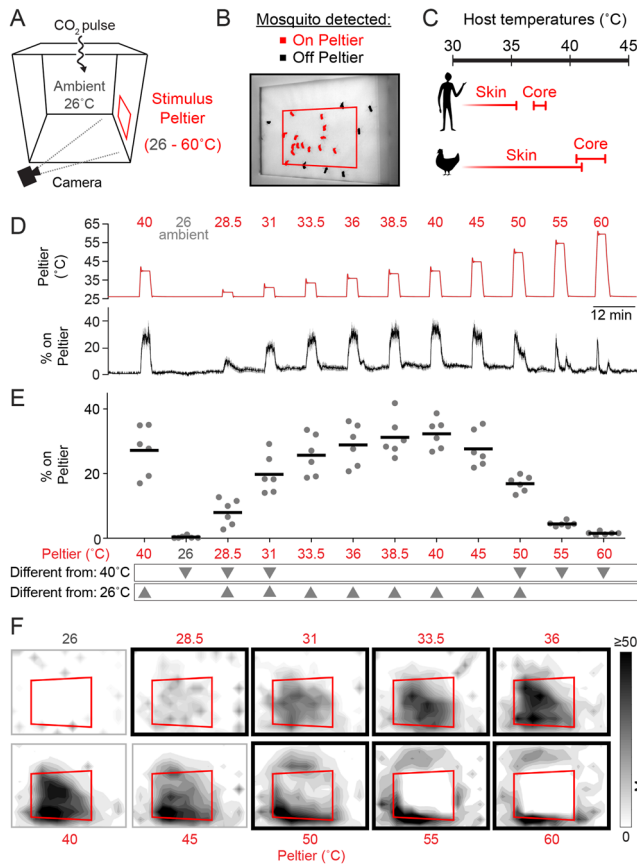 A
CO2 pulse
Ambient
26˚C
Stimulus
Peltier
(26 - 60˚C)
Camera
B
Mosquito detected:
On Peltier
Off Peltier
C
Host temperatures (˚C)
30 35 40 45
Skin Core
Skin Core
D
Peltier
(˚C)
65
45
35
25
40 26 28.5 31 33.5 36 38.5 40 45 50 55 60
ambient
12 min
% on
Peltier
40
20
0
E
% on
Peltier
40
20
0
Peltier (˚C) 40 26 28.5 31 33.5 36 38.5 40 45 50 55 60
Different from: 40˚C
Different from: 26˚C
F
26 28.5 31 33.5 36
≥50
0
40 45 50 55 60
Peltier (˚C)